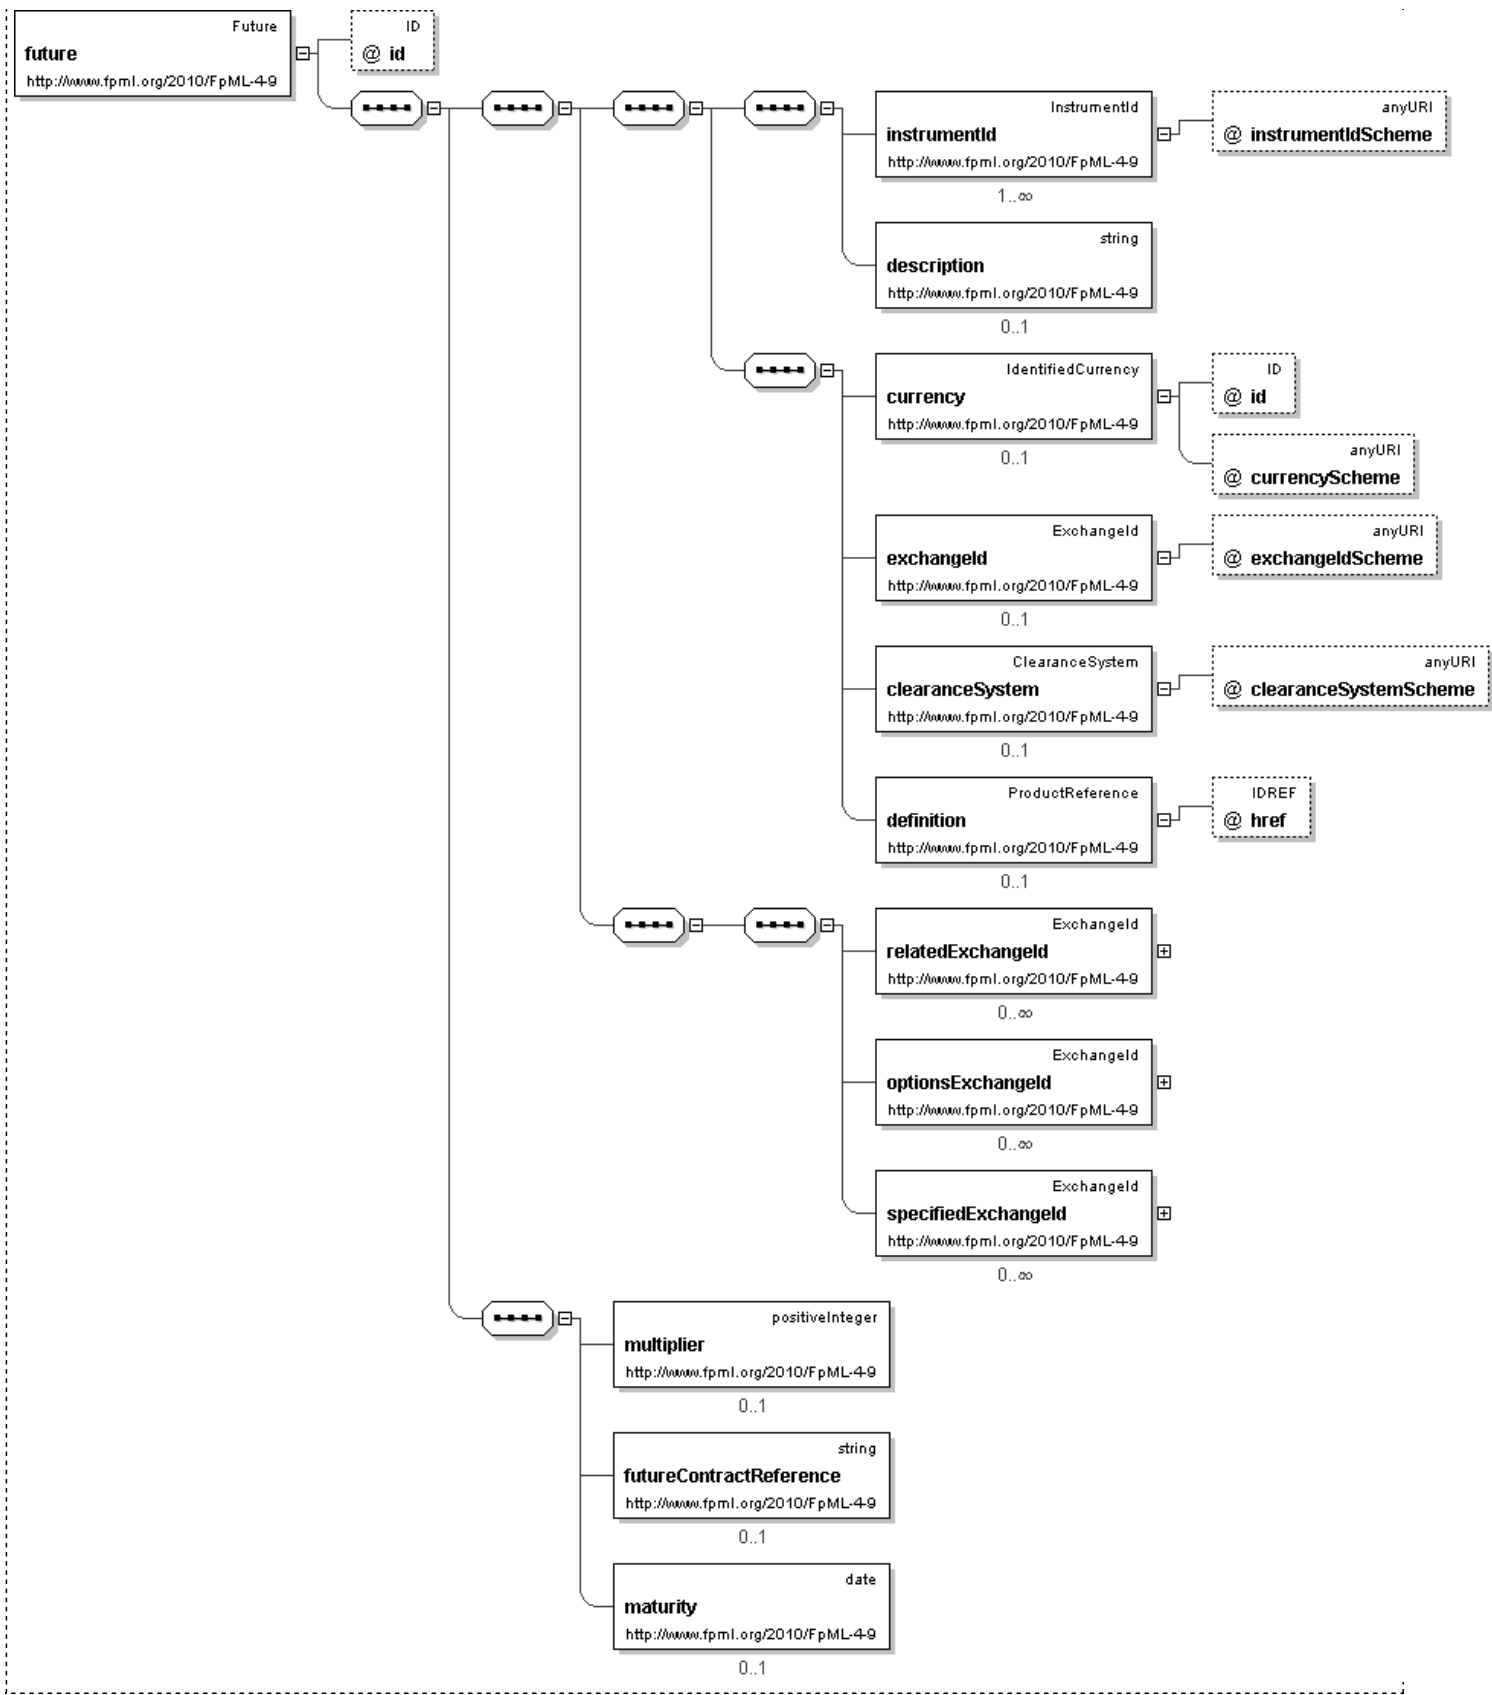 Future
future
http://www.fpml.org/2010/FpML-4-9
ID
@ id
InstrumentId
instrumentId
http://www.fpml.org/2010/FpML-4-9
1..∞
anyURI
@ instrumentIdScheme
string
description
http://www.fpml.org/2010/FpML-4-9
0..1
IdentifiedCurrency
currency
http://www.fpml.org/2010/FpML-4-9
0..1
ID
@ id
anyURI
@ currencyScheme
ExchangeId
exchangeId
http://www.fpml.org/2010/FpML-4-9
0..1
anyURI
@ exchangeIdScheme
ClearanceSystem
clearanceSystem
http://www.fpml.org/2010/FpML-4-9
0..1
anyURI
@ clearanceSystemScheme
ProductReference
definition
http://www.fpml.org/2010/FpML-4-9
0..1
IDREF
@ href
ExchangeId
relatedExchangeId
http://www.fpml.org/2010/FpML-4-9
0..∞
ExchangeId
optionsExchangeId
http://www.fpml.org/2010/FpML-4-9
0..∞
ExchangeId
specifiedExchangeId
http://www.fpml.org/2010/FpML-4-9
0..∞
positiveInteger
multiplier
http://www.fpml.org/2010/FpML-4-9
0..1
string
futureContractReference
http://www.fpml.org/2010/FpML-4-9
0..1
date
maturity
http://www.fpml.org/2010/FpML-4-9
0..1